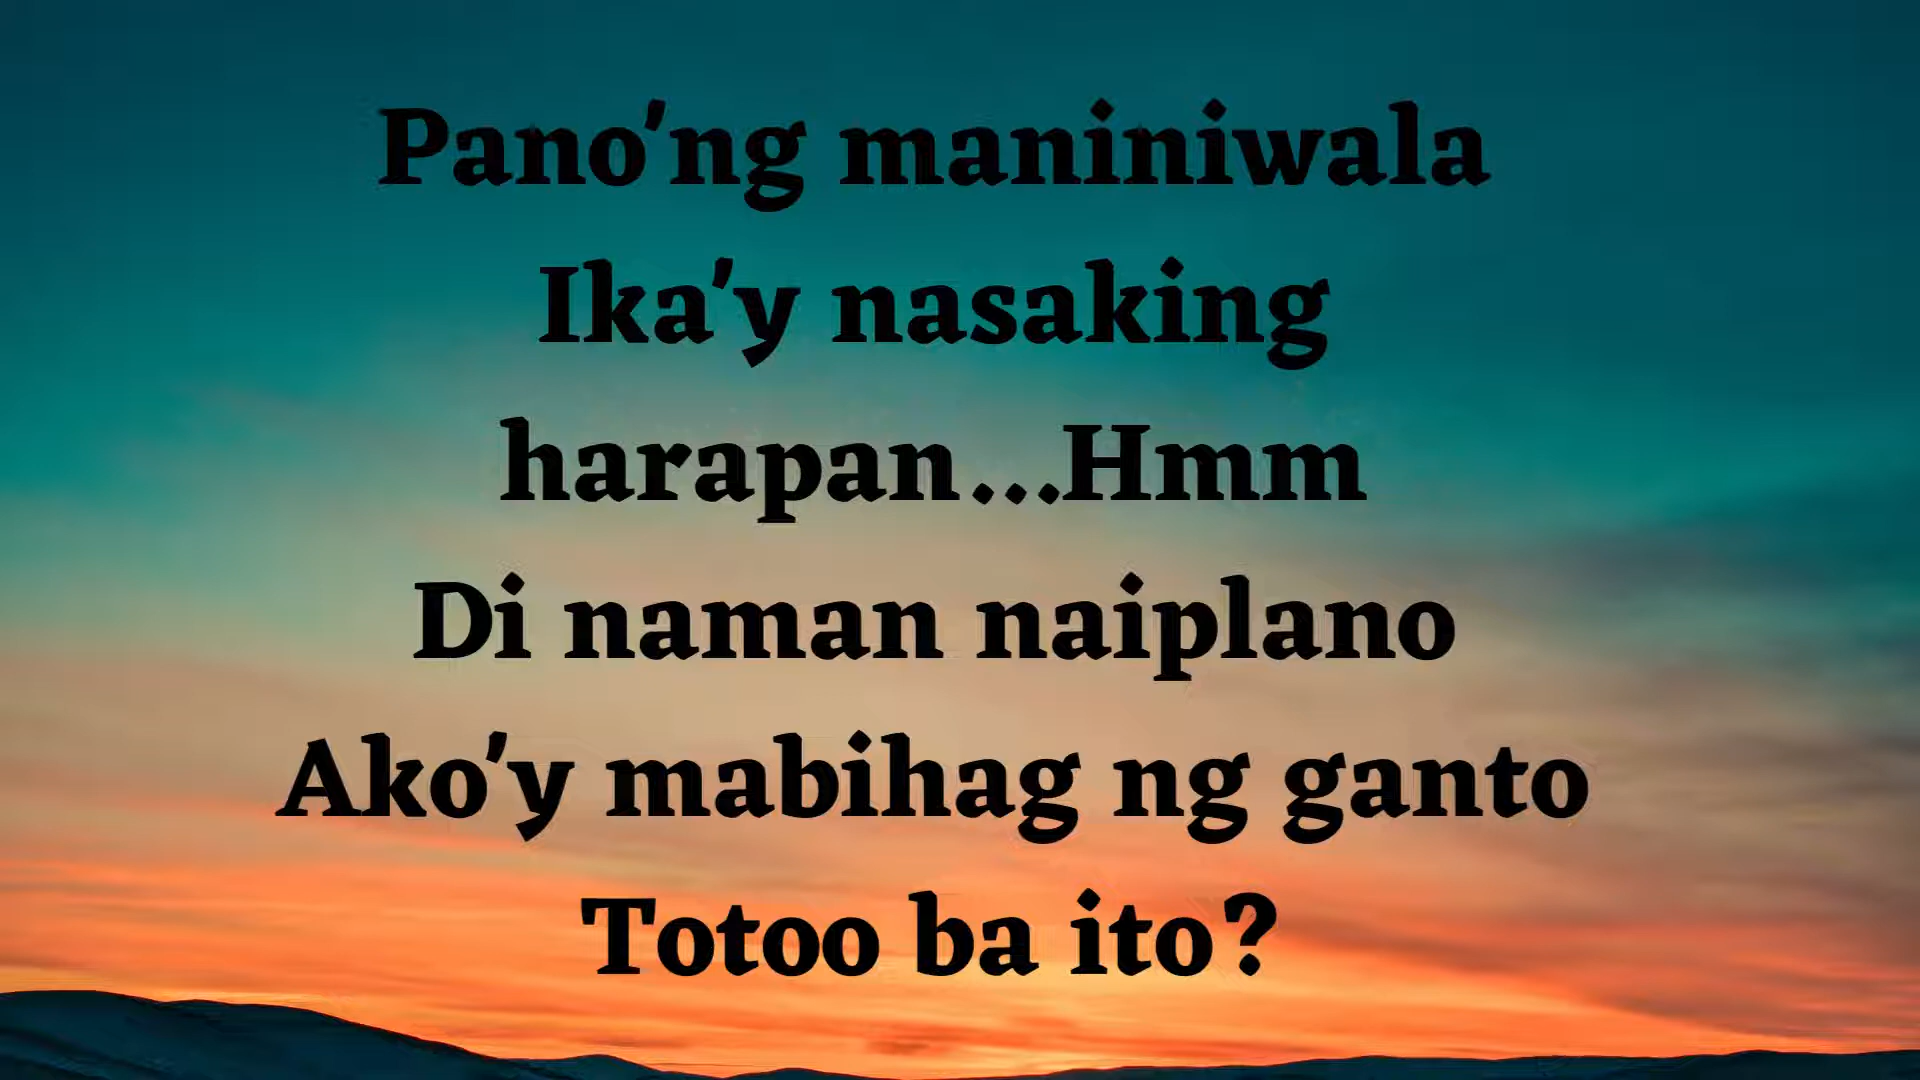 Pano'ng maniniwala
Ika'y nasaking
harapan...Hmm
Di naman naiplano
Ako'y mabihag ng ganto
Totoo ba ito?